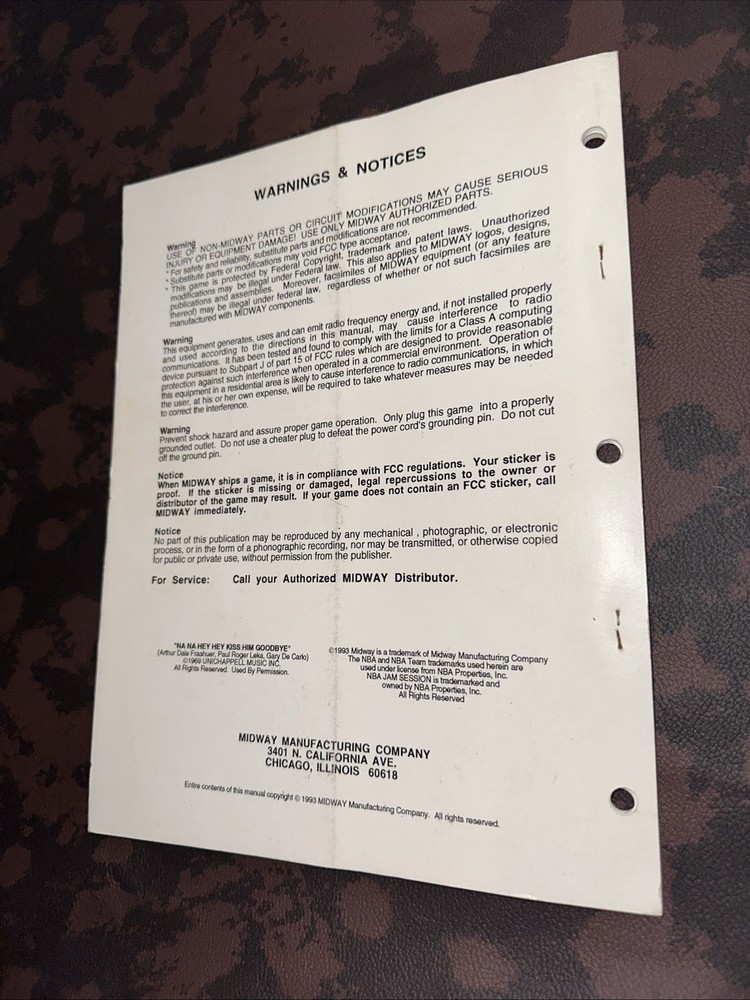 WARNINGS & NOTICES
Warning
USE OF NON-MIDWAY PARTS OR CIRCUIT MODIFICATIONS MAY CAUSE SERIOUS
INJURY OR EQUIPMENT DAMAGE! USE ONLY MIDWAY AUTHORIZED PARTS.
* For safety and reliability, substitute parts and modifications are not recommended.
* Substitute parts or modifications may void FCC type acceptance.
* This game is protected by Federal Copyright, trademark and patent laws. Unauthorized
modifications may be illegal under Federal law. This also applies to MIDWAY logos, designs,
publications and assemblies. Moreover, facsimiles of MIDWAY equipment (or any feature
thereof) may be illegal under federal law, regardless of whether or not such facsimiles are
manufactured with MIDWAY components.
Warning
This equipment generates, uses and can emit radio frequency energy and, if not installed properly
and used according to the directions in this manual, may cause interference to radio
communications. It has been tested and found to comply with the limits for a Class A computing
device pursuant to Subpart J of part 15 of FCC rules which are designed to provide reasonable
protection against such interference when operated in a commercial environment. Operation of
this equipment in a residential area is likely to cause interference to radio communications, in which
the user, at his or her own expense, will be required to take whatever measures may be needed
to correct the interference.
Warning
Prevent shock hazard and assure proper game operation. Only plug this game into a properly
grounded outlet. Do not use a cheater plug to defeat the power cord's grounding pin. Do not cut
off the ground pin.
Notice
When MIDWAY ships a game, it is in compliance with FCC regulations. Your sticker is
proof. If the sticker is missing or damaged, legal repercussions to the owner or
distributor of the game may result. If your game does not contain an FCC sticker, call
MIDWAY immediately.
Notice
No part of this publication may be reproduced by any mechanical , photographic, or electronic
process, or in the form of a phonographic recording, nor may be transmitted, or otherwise copied
for public or private use, without permission from the publisher.
For Service: Call your Authorized MIDWAY Distributor.
"NA NA HEY HEY KISS HIM GOODBYE"
(Arthur Dale Frashuer, Paul Roger Leka, Gary De Carlo)
©1969 UNICHAPPELL MUSIC INC.
All Rights Reserved. Used By Permission.
©1993 Midway is a trademark of Midway Manufacturing Company
The NBA and NBA Team trademarks used herein are
used under license from NBA Properties, Inc.
NBA JAM SESSION is trademarked and
owned by NBA Properties, Inc.
All Rights Reserved
MIDWAY MANUFACTURING COMPANY
3401 N. CALIFORNIA AVE.
CHICAGO, ILLINOIS 60618
Entire contents of this manual copyright © 1993 MIDWAY Manufacturing Company. All rights reserved.